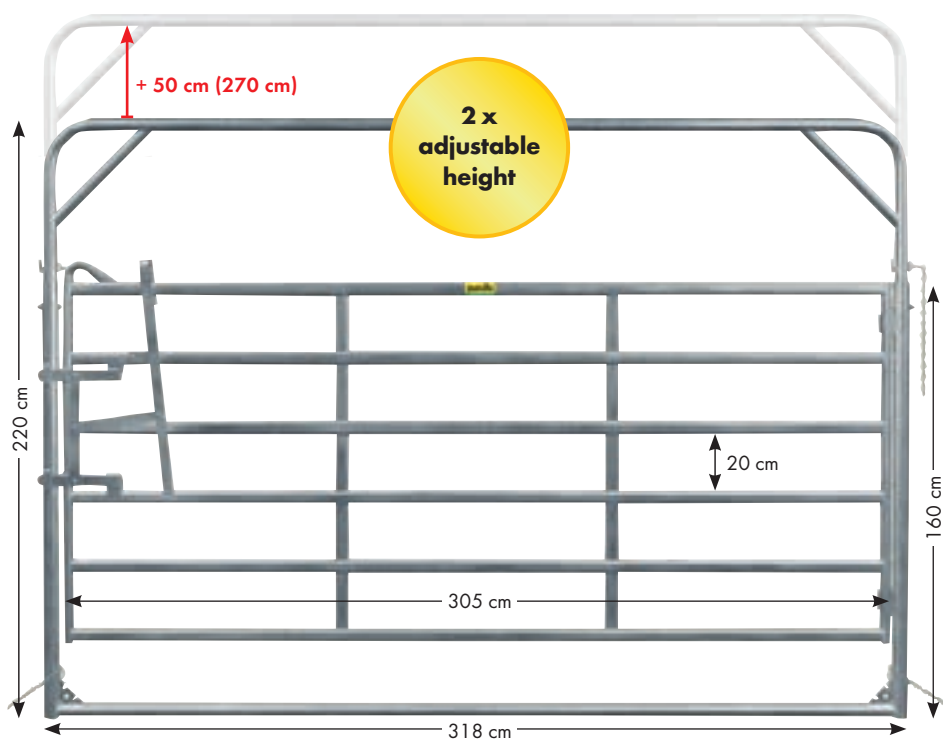 + 50 cm (270 cm)
2 x
adjustable
height
220 cm
20 cm
160 cm
305 cm
318 cm